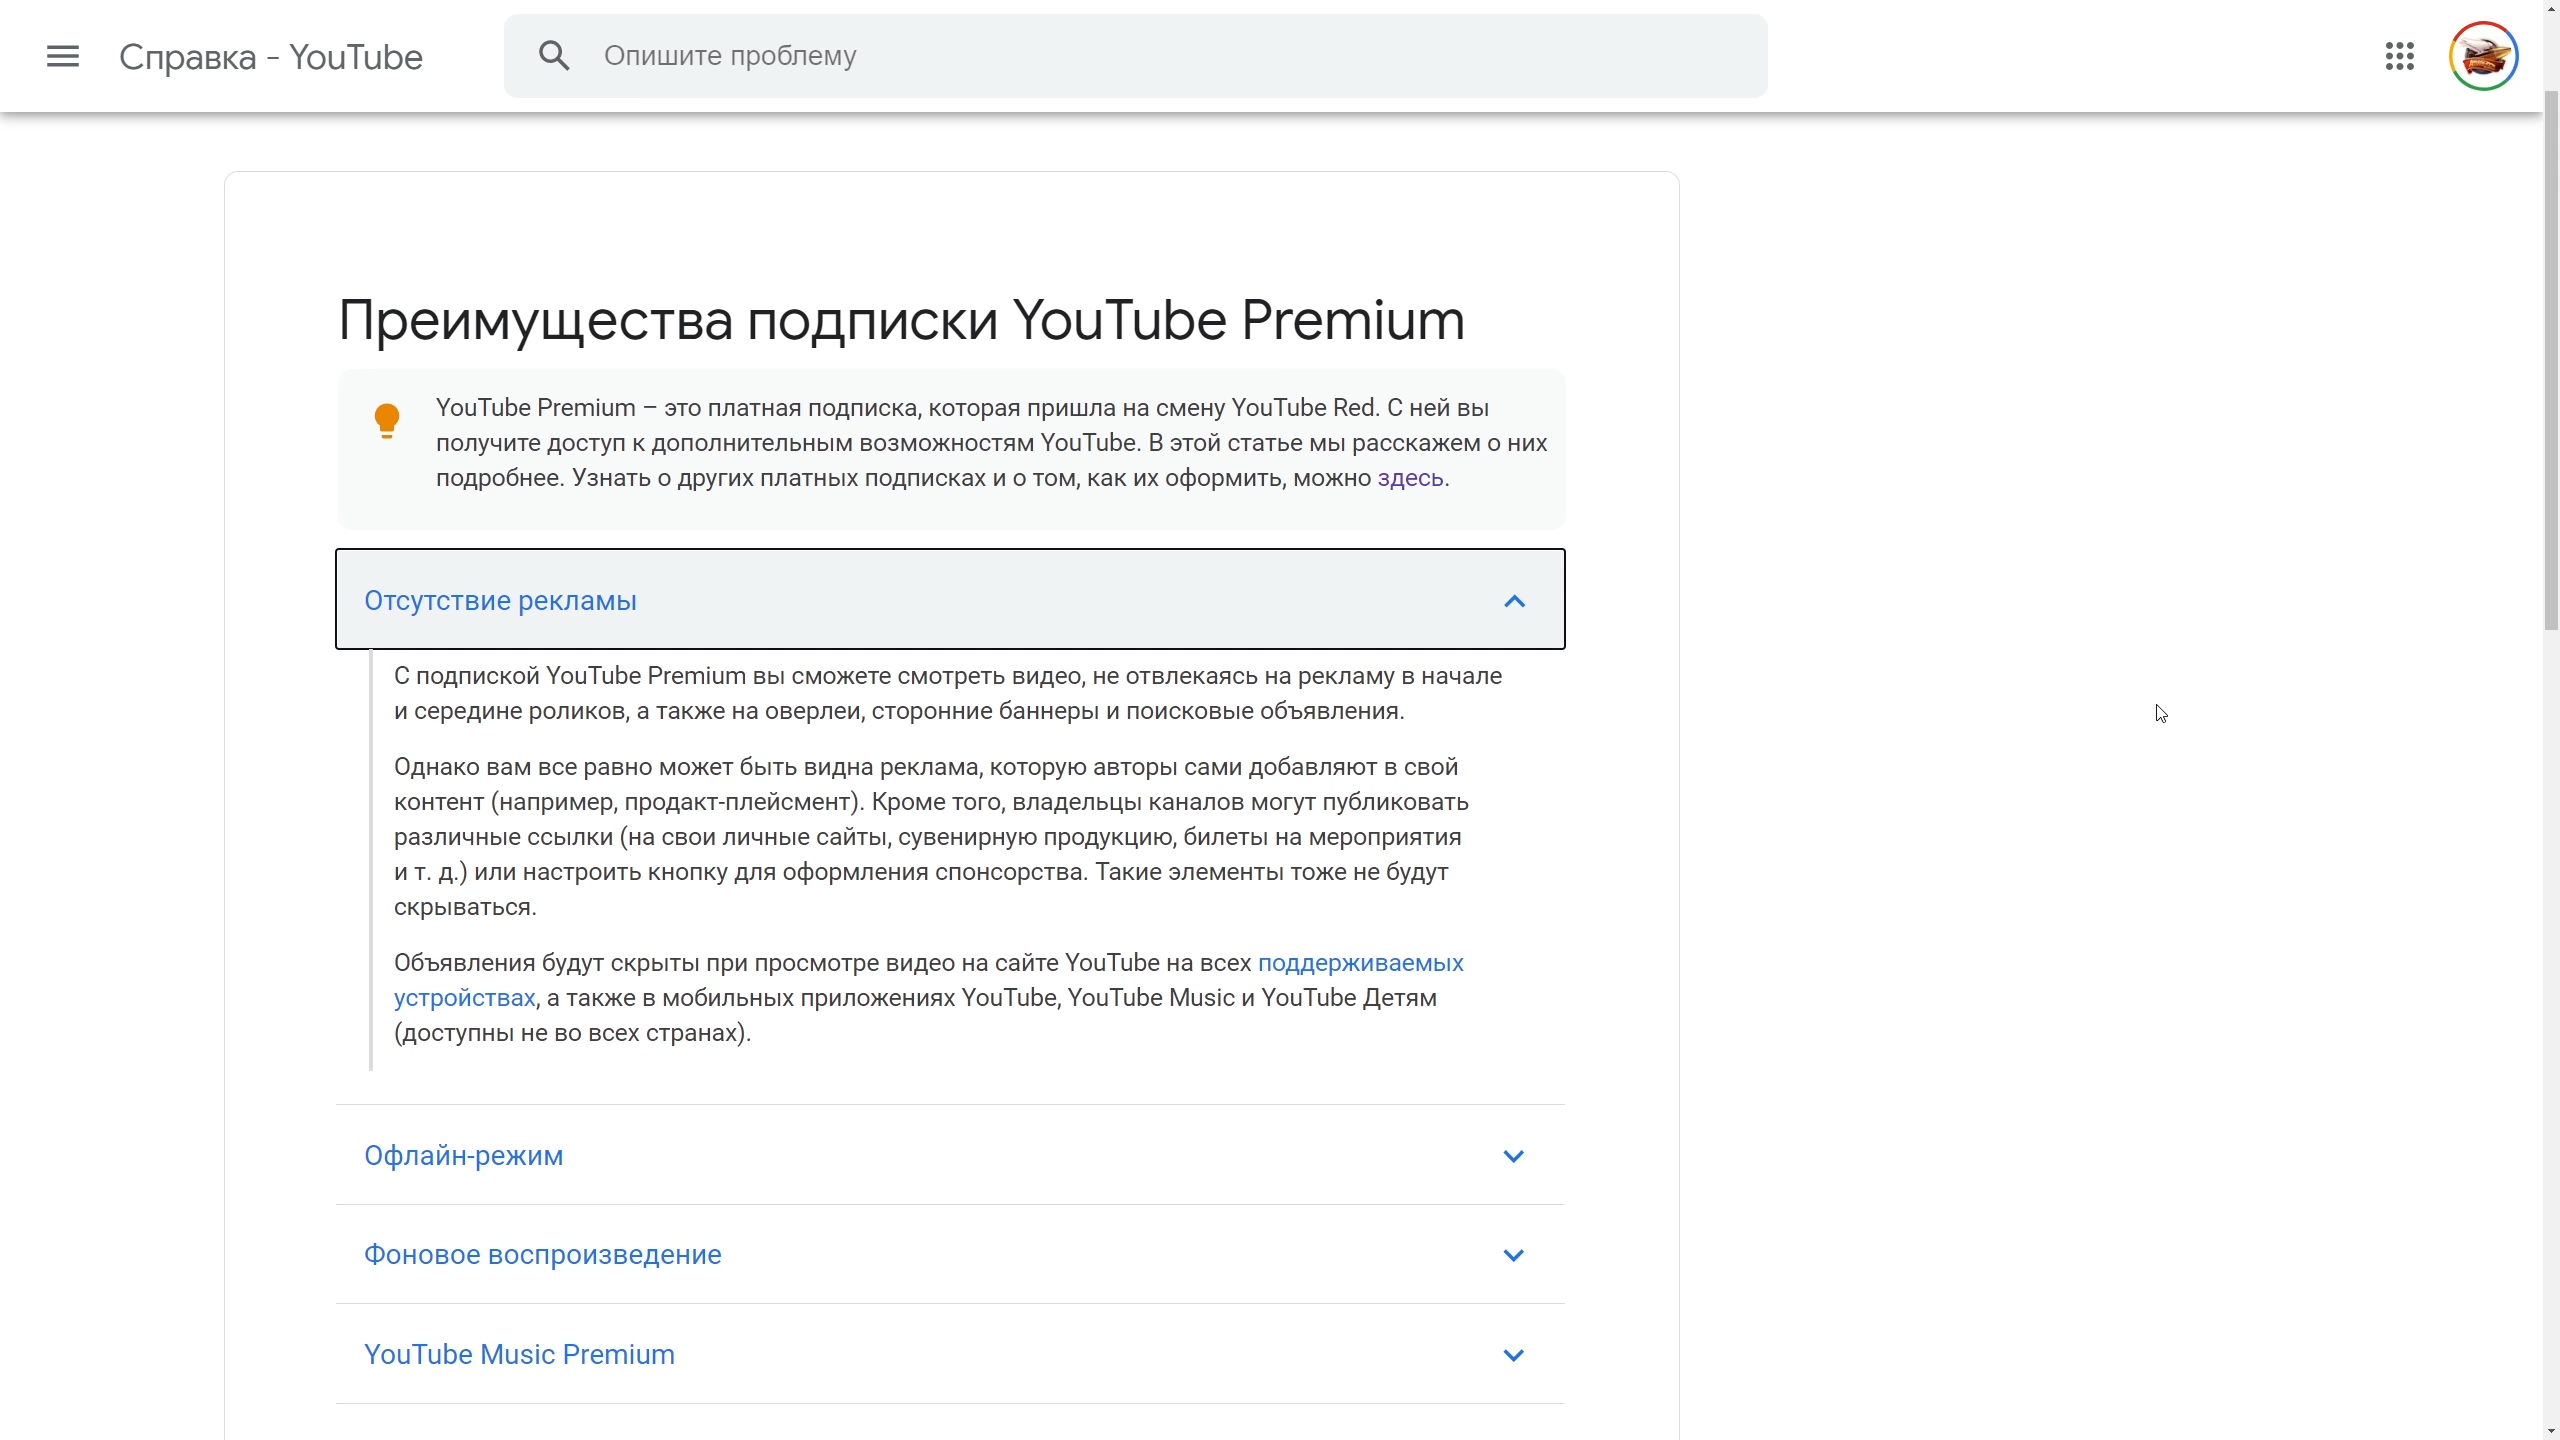 Справка - YouTube
Опишите проблему
Преимущества подписки YouTube Premium
YouTube Premium – это платная подписка, которая пришла на смену YouTube Red. С ней вы
получите доступ к дополнительным возможностям YouTube. В этой статье мы расскажем о них
подробнее. Узнать о других платных подписках и о том, как их оформить, можно здесь.
Отсутствие рекламы
С подпиской YouTube Premium вы сможете смотреть видео, не отвлекаясь на рекламу в начале
и середине роликов, а также на оверлеи, сторонние баннеры и поисковые объявления.
Однако вам все равно может быть видна реклама, которую авторы сами добавляют в свой
контент (например, продакт-плейсмент). Кроме того, владельцы каналов могут публиковать
различные ссылки (на свои личные сайты, сувенирную продукцию, билеты на мероприятия
и т. д.) или настроить кнопку для оформления спонсорства. Такие элементы тоже не будут
скрываться.
Объявления будут скрыты при просмотре видео на сайте YouTube на всех поддерживаемых
устройствах, а также в мобильных приложениях YouTube, YouTube Music и YouTube Детям
(доступны не во всех странах).
Офлайн-режим
Фоновое воспроизведение
YouTube Music Premium